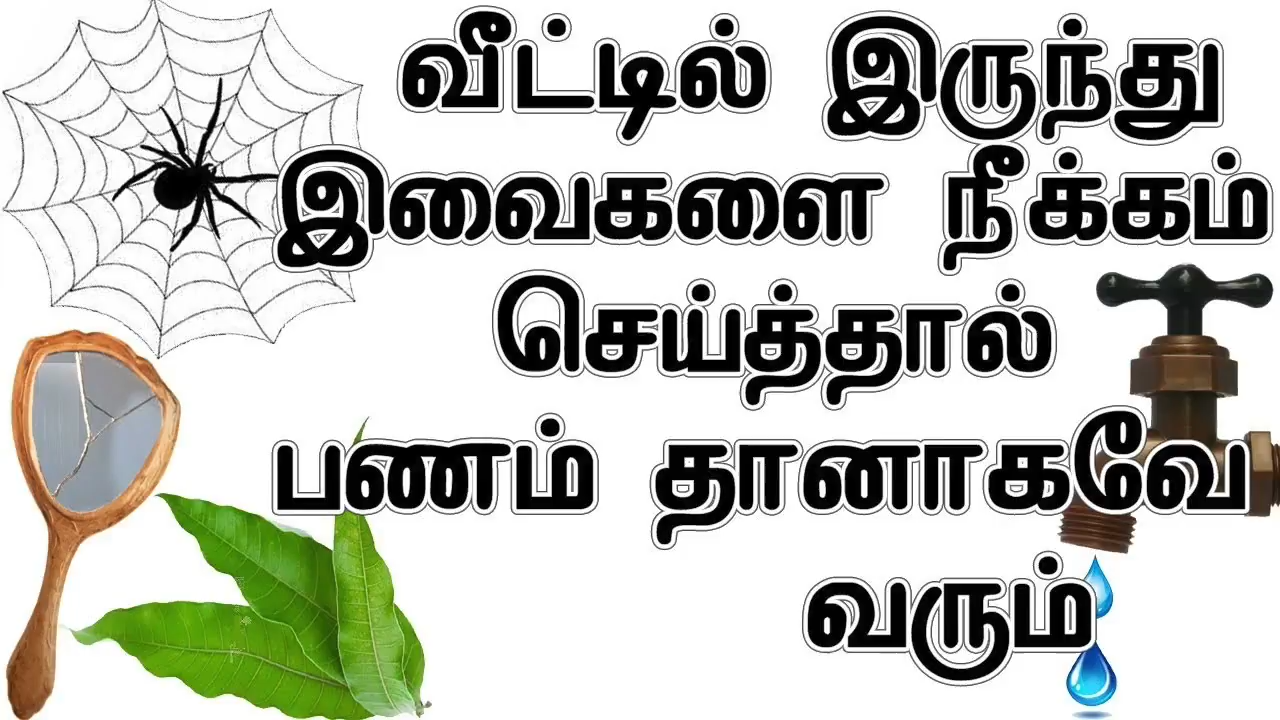 வீட்டில் இருந்து
இவைகளை நீக்கம்
செய்த்தால்
பணம் தானாகவே
வரும்